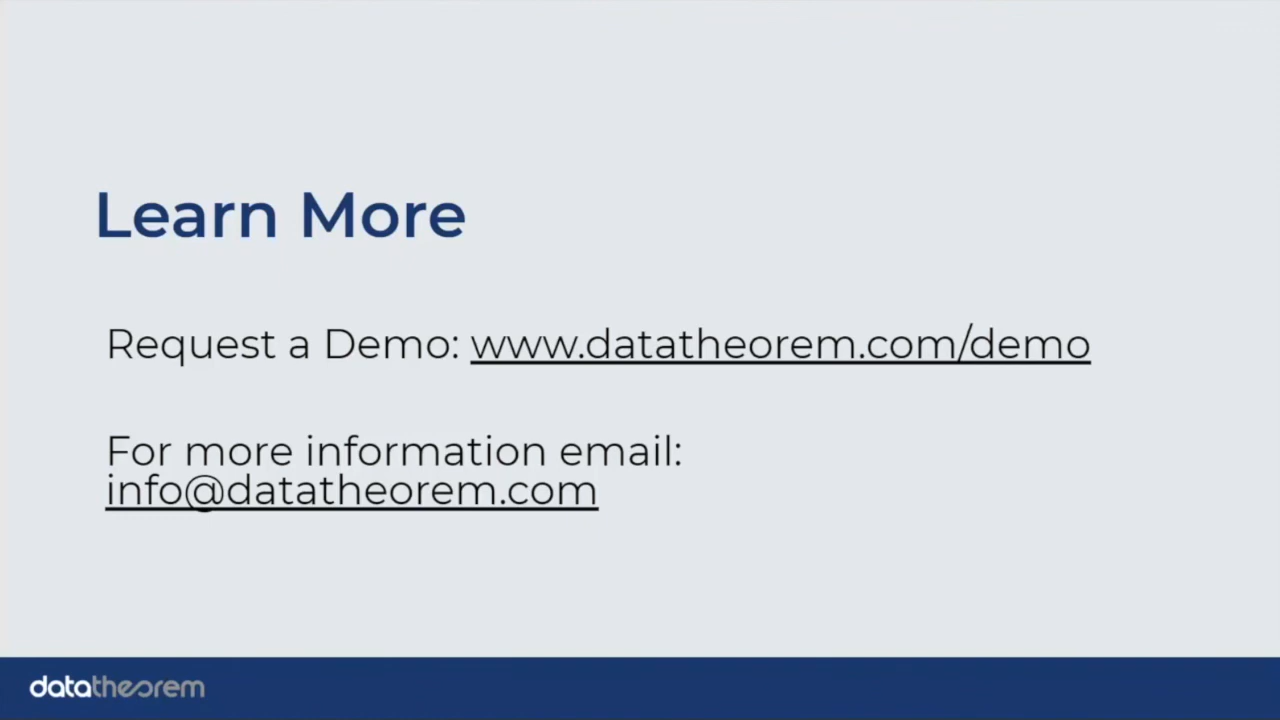 Learn More
Request a Demo: www.datatheorem.com/demo
For more information email:
info@datatheorem.com
datatheorem